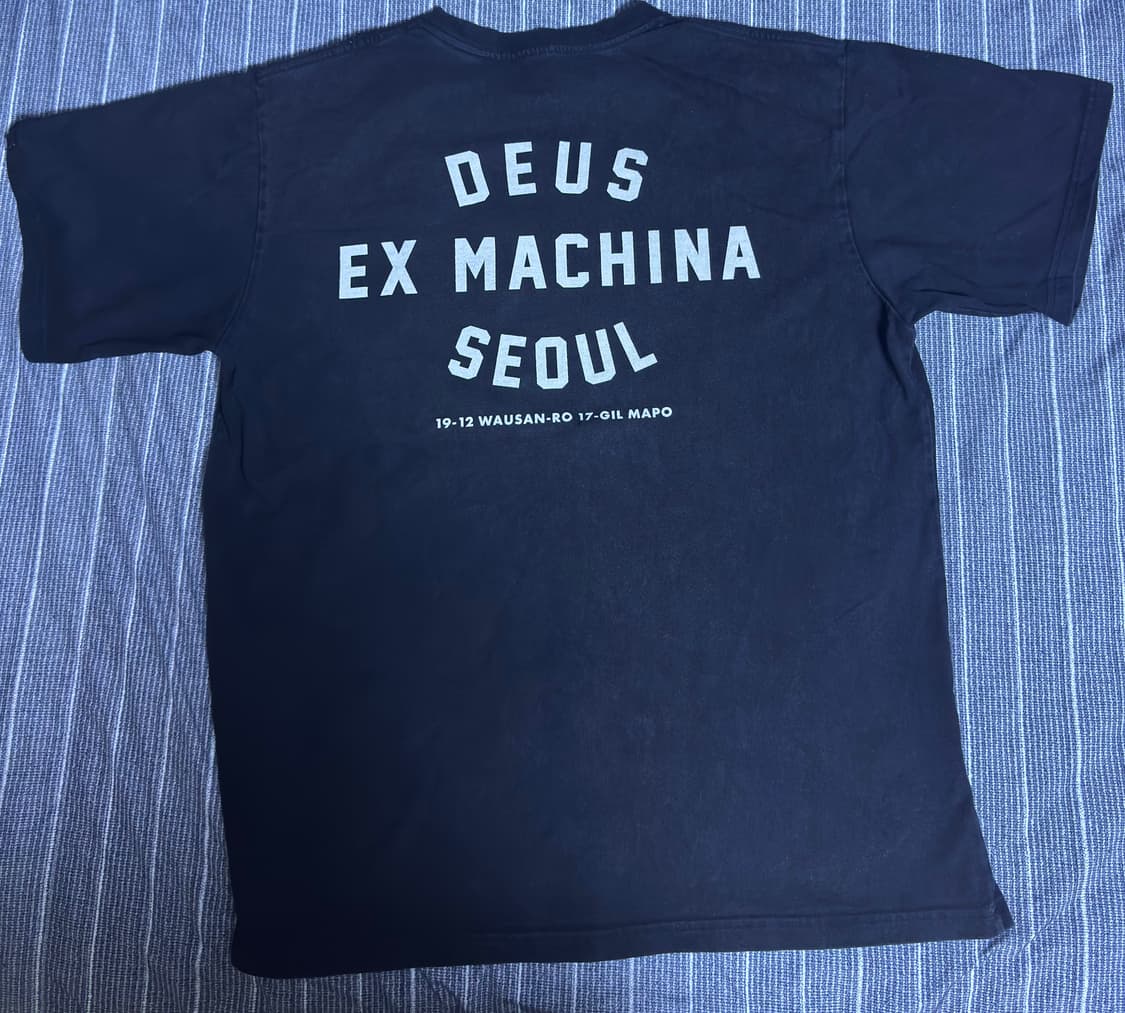 DEUS
EX MACHINA
SEOUL
19-12 WAUSAN-RO 17-GIL MAPO